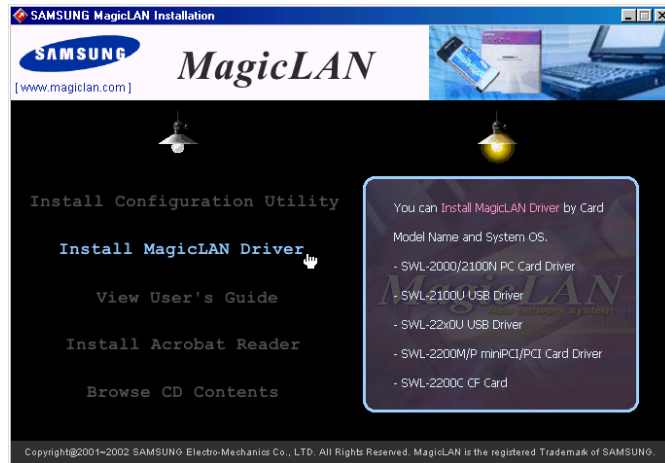 SAMSUNG MagicLAN Installation
SAMSUNG
MagicLAN
[ www.magiclan.com ]
Install Configuration Utility
Install MagicLAN Driver
View User's Guide
Install Acrobat Reader
Browse CD Contents
You can Install MagicLAN Driver by Card
Model Name and System OS.
- SWL-2000/2100N PC Card Driver
- SWL-2100U USB Driver
- SWL-22x0U USB Driver
- SWL-2200M/P miniPCI/PCI Card Driver
- SWL-2200C CF Card
MagicLAN
New network system
Copyright@2001~2002 SAMSUNG Electro-Mechanics Co., LTD. All Rights Reserved. MagicLAN is the registered Trademark of SAMSUNG.